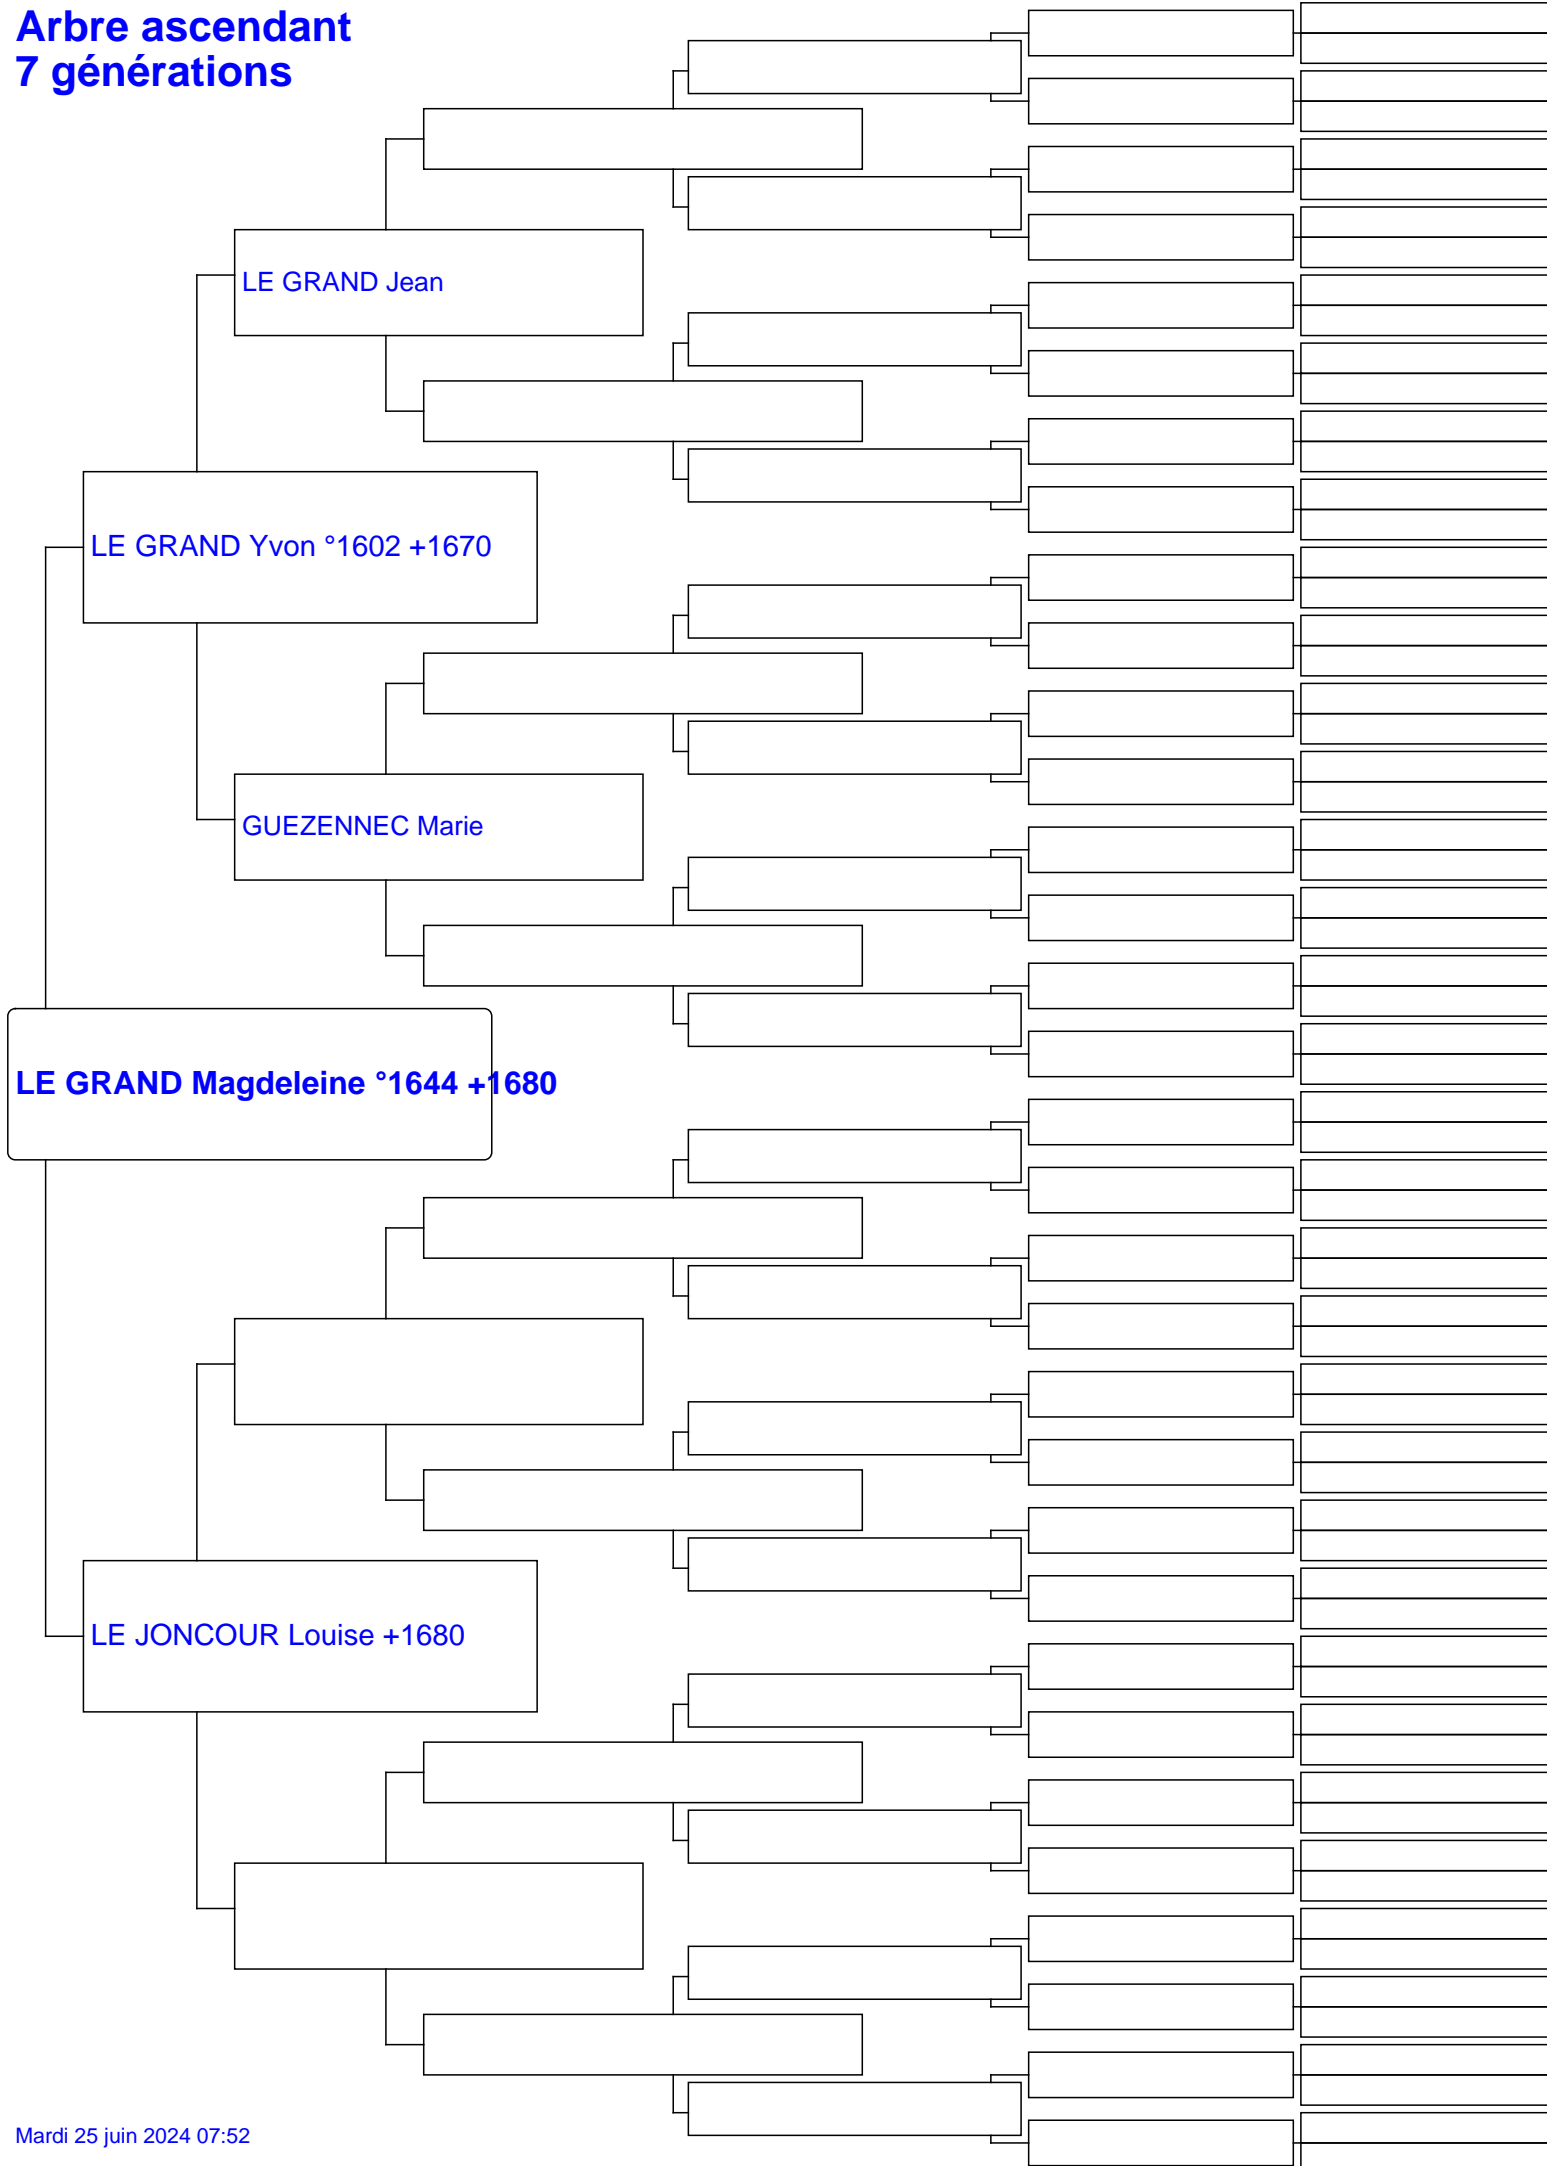 Arbre ascendant
7 générations
LE GRAND Jean
LE GRAND Yvon °1602 +1670
GUEZENNEC Marie
LE GRAND Magdeleine °1644 +1680
LE JONCOUR Louise +1680
Mardi 25 juin 2024 07:52